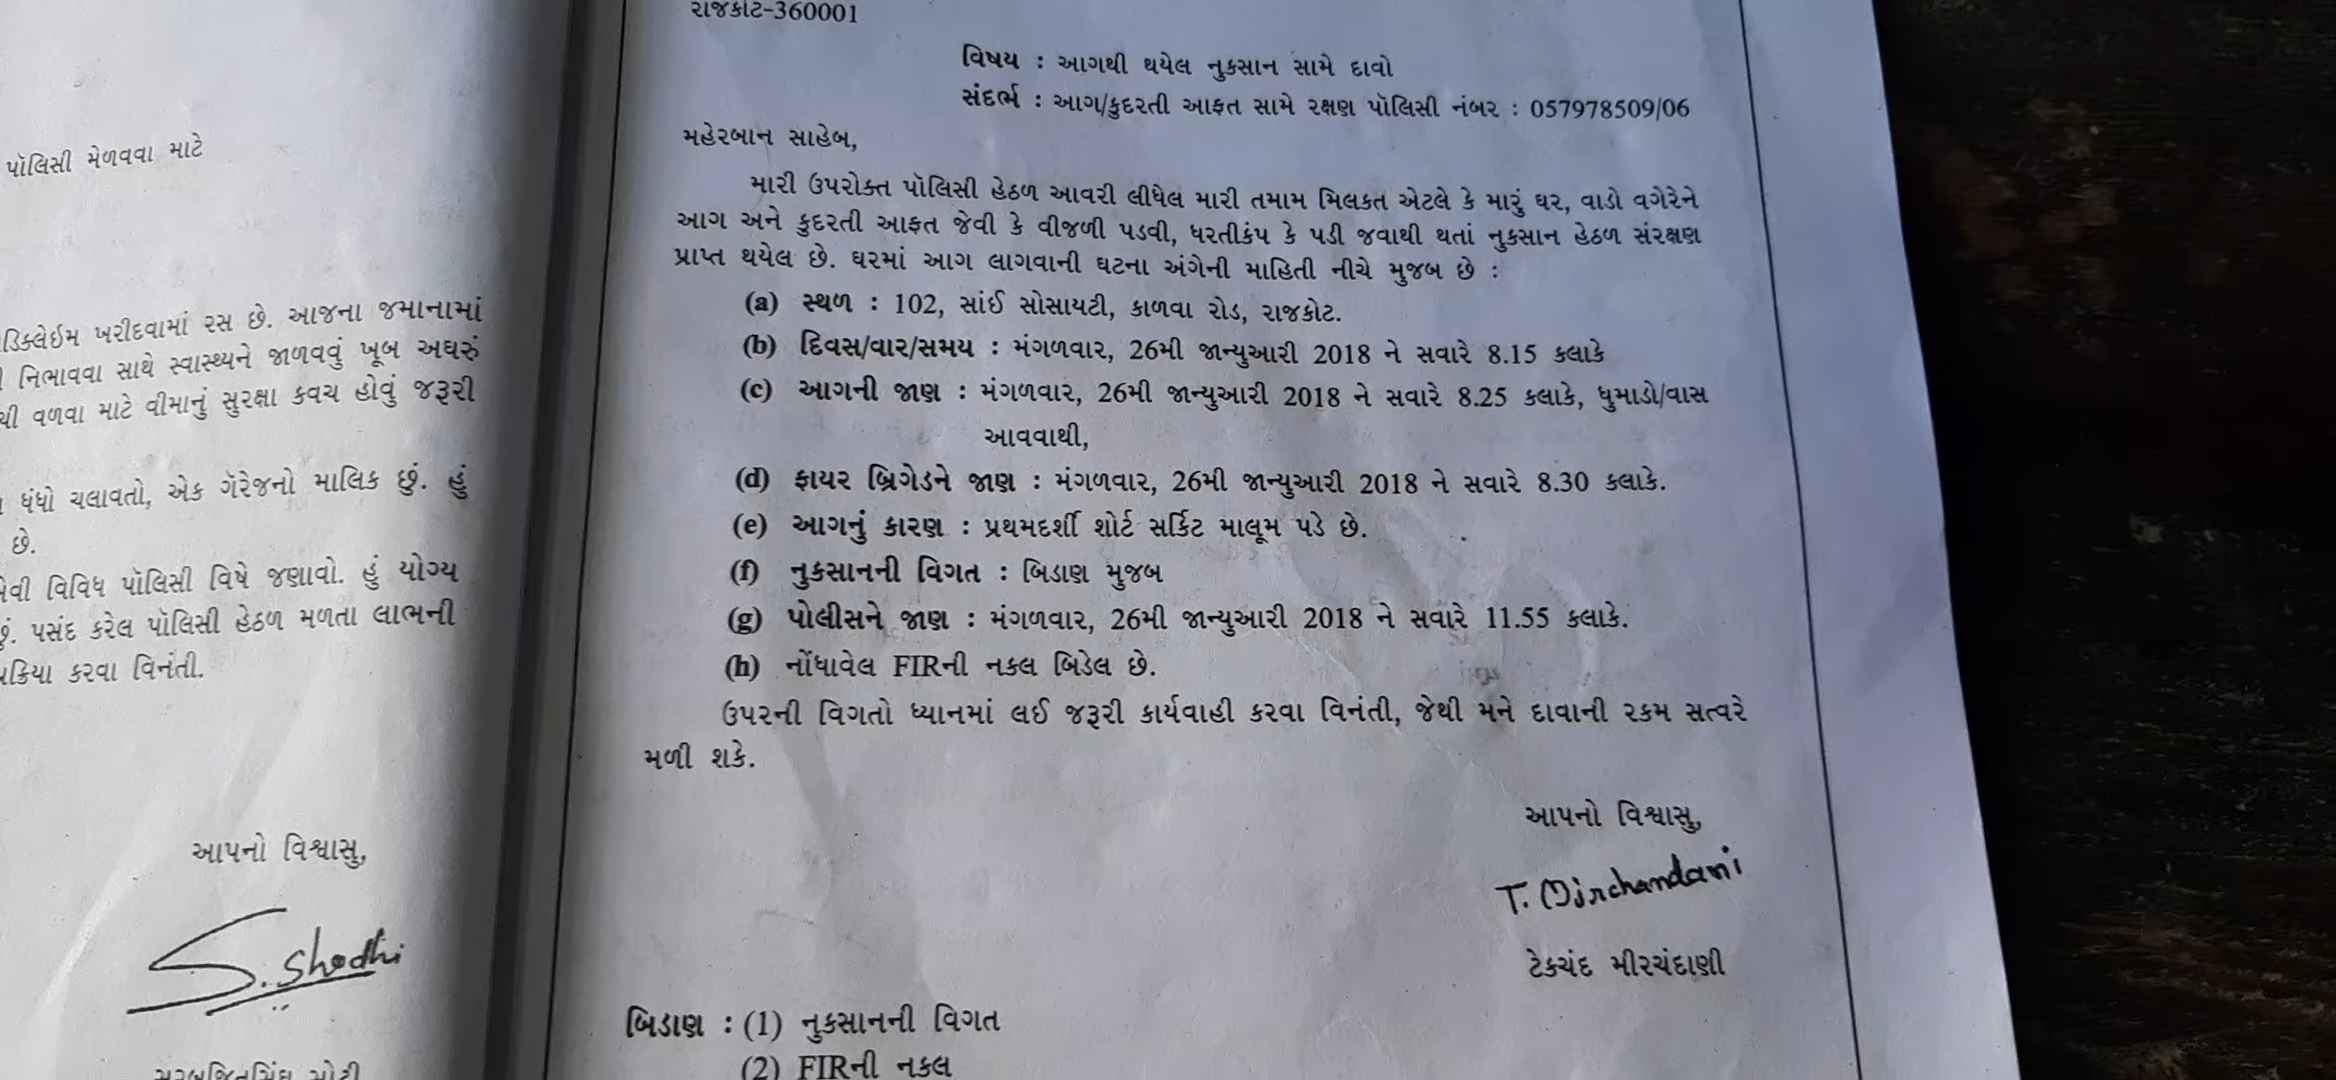 પૉલિસી મેળવવા માટે
ડિક્લેઇમ ખરીદવામાં રસ છે. આજના જમાનામાં
નિભાવવા સાથે સ્વાસ્થ્યને જાળવવું ખૂબ અઘરું
વળવા માટે વીમાનું સુરક્ષા કવચ હોવું જરૂરી
ધંધો ચલાવતો, એક ગૅરેજનો માલિક છું. હું
છે.
વિવિધ પૉલિસી વિષે જણાવો. હું યોગ્ય
પસંદ કરેલ પૉલિસી હેઠળ મળતા લાભની
કરવા વિનંતી.
આપનો વિશ્વાસુ,
S. Shodhi
રાજકોટ-360001
વિષય : આગથી થયેલ નુકસાન સામે દાવો
સંદર્ભ : આગ/કુદરતી આફત સામે રક્ષણ પૉલિસી નંબર : 057978509/06
મહેરબાન સાહેબ,
મારી ઉપરોક્ત પૉલિસી હેઠળ આવરી લીધેલ મારી તમામ મિલકત એટલે કે મારું ઘર, વાડો વગેરેને
આગ અને કુદરતી આફત જેવી કે વીજળી પડવી, ધરતીકંપ કે પડી જવાથી થતાં નુકસાન હેઠળ સંરક્ષણ
પ્રાપ્ત થયેલ છે. ઘરમાં આગ લાગવાની ઘટના અંગેની માહિતી નીચે મુજબ છે :
(a) સ્થળ : 102, સાંઈ સોસાયટી, કાળવા રોડ, રાજકોટ.
(b) દિવસ/વાર/સમય : મંગળવાર, 26મી જાન્યુઆરી 2018 ને સવારે 8.15 કલાકે
(c) આગની જાણ : મંગળવાર, 26મી જાન્યુઆરી 2018 ને સવારે 8.25 કલાકે, ધુમાડો/વાસ
આવવાથી,
(d) ફાયર બ્રિગેડને જાણ : મંગળવાર, 26મી જાન્યુઆરી 2018 ને સવારે 8.30 કલાકે.
(e) આગનું કારણ : પ્રથમદર્શી શોર્ટ સર્કિટ માલૂમ પડે છે.
(f) નુકસાનની વિગત : બિડાણ મુજબ
(g) પોલીસને જાણ : મંગળવાર, 26મી જાન્યુઆરી 2018 ને સવારે 11.55 કલાકે.
(h) નોંધાવેલ FIRની નકલ બિડેલ છે.
ઉપરની વિગતો ધ્યાનમાં લઈ જરૂરી કાર્યવાહી કરવા વિનંતી, જેથી મને દાવાની રકમ સત્વરે
મળી શકે.
આપનો વિશ્વાસુ,
T. Mirchandani
ટેકચંદ મીરચંદાણી
બિડાણ : (1) નુકસાનની વિગત
(2) FIRની નકલ